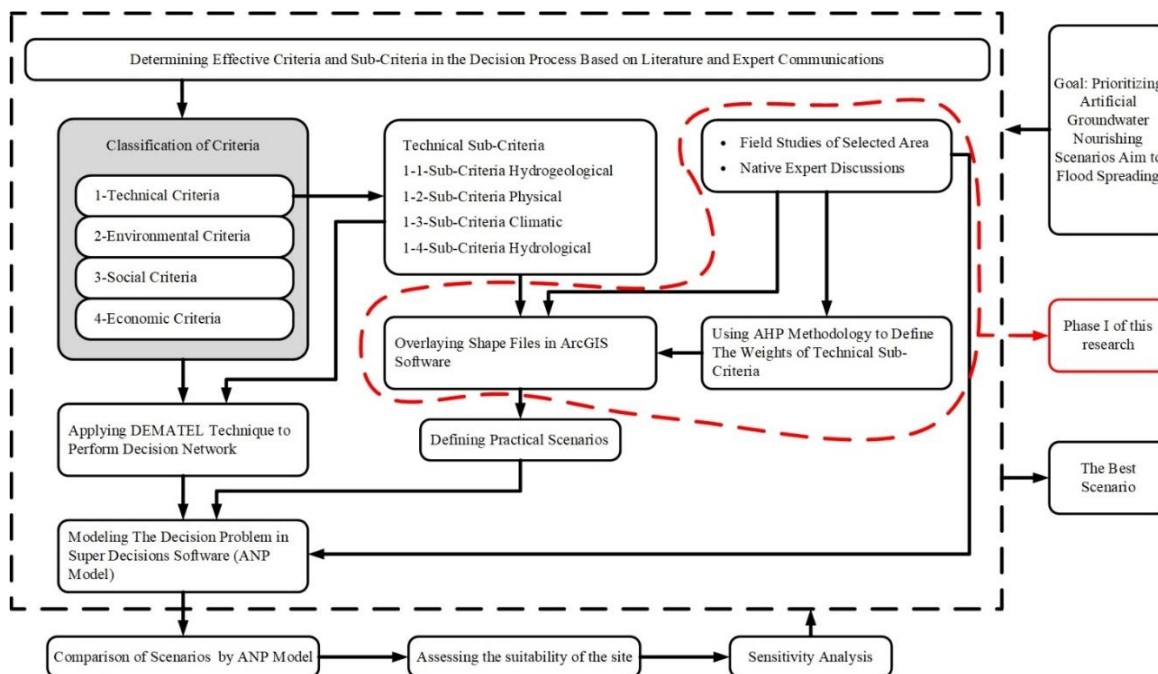 Determining Effective Criteria and Sub-Criteria in the Decision Process Based on Literature and Expert Communications
Classification of Criteria
1-Technical Criteria
2-Environmental Criteria
3-Social Criteria
4-Economic Criteria
Technical Sub-Criteria
1-1-Sub-Criteria Hydrogeological
1-2-Sub-Criteria Physical
1-3-Sub-Criteria Climatic
1-4-Sub-Criteria Hydrological
• Field Studies of Selected Area
• Native Expert Discussions
Goal: Prioritizing
Artificial
Groundwater
Nourishing
Scenarios Aim to
Flood Spreading
Overlaying Shape Files in ArcGIS
Software
Using AHP Methodology to Define
The Weights of Technical Sub-
Criteria
Phase I of this
research
Applying DEMATEL Technique to
Perform Decision Network
Defining Practical Scenarios
The Best
Scenario
Modeling The Decision Problem in
Super Decisions Software (ANP
Model)
Comparison of Scenarios by ANP Model
Assessing the suitability of the site
Sensitivity Analysis